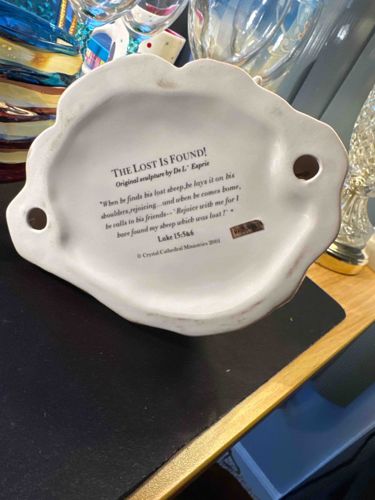 THE LOST IS FOUND!
Original sculpture by De L' Esprie
"When he finds his lost sheep,he lays it on his
shoulders,rejoicing...and when he comes home,
he calls to his friends--'Rejoice with me for I
have found my sheep which was lost!' "
Luke 15:5&6
© Crystal Cathedral Ministries 2001